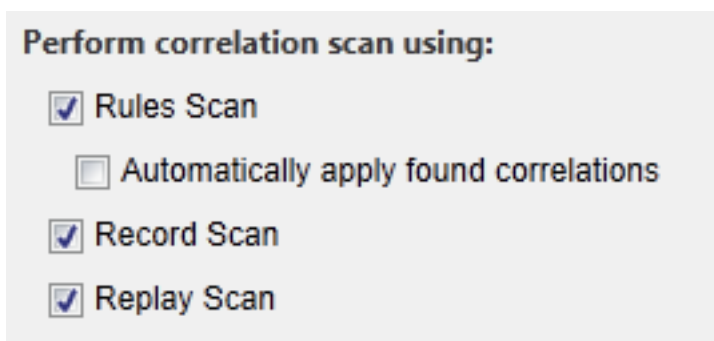 Perform correlation scan using:
Rules Scan
Automatically apply found correlations
Record Scan
Replay Scan